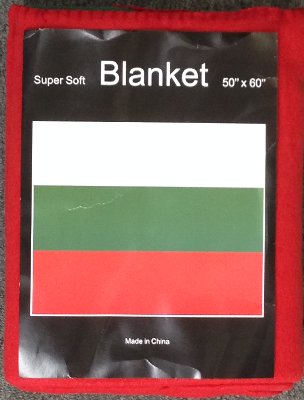 Super Soft Blanket 50" x 60"
Made in China